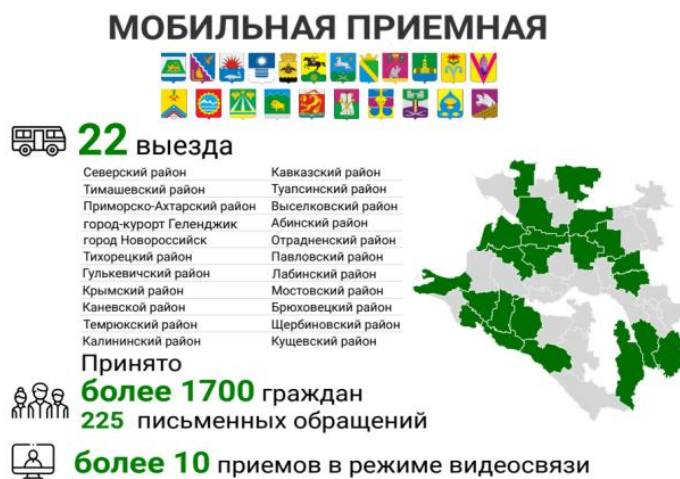 МОБИЛЬНАЯ ПРИЕМНАЯ
22 выезда
Северский район Кавказский район
Тимашевский район Туапсинский район
Приморско-Ахтарский район Выселковский район
город-курорт Геленджик Абинский район
город Новороссийск Отрадненский район
Тихорецкий район Павловский район
Гулькевичский район Лабинский район
Крымский район Мостовский район
Каневской район Брюховецкий район
Темрюкский район Щербиновский район
Калининский район Кущевский район
Принято
более 1700 граждан
225 письменных обращений
более 10 приемов в режиме видеосвязи